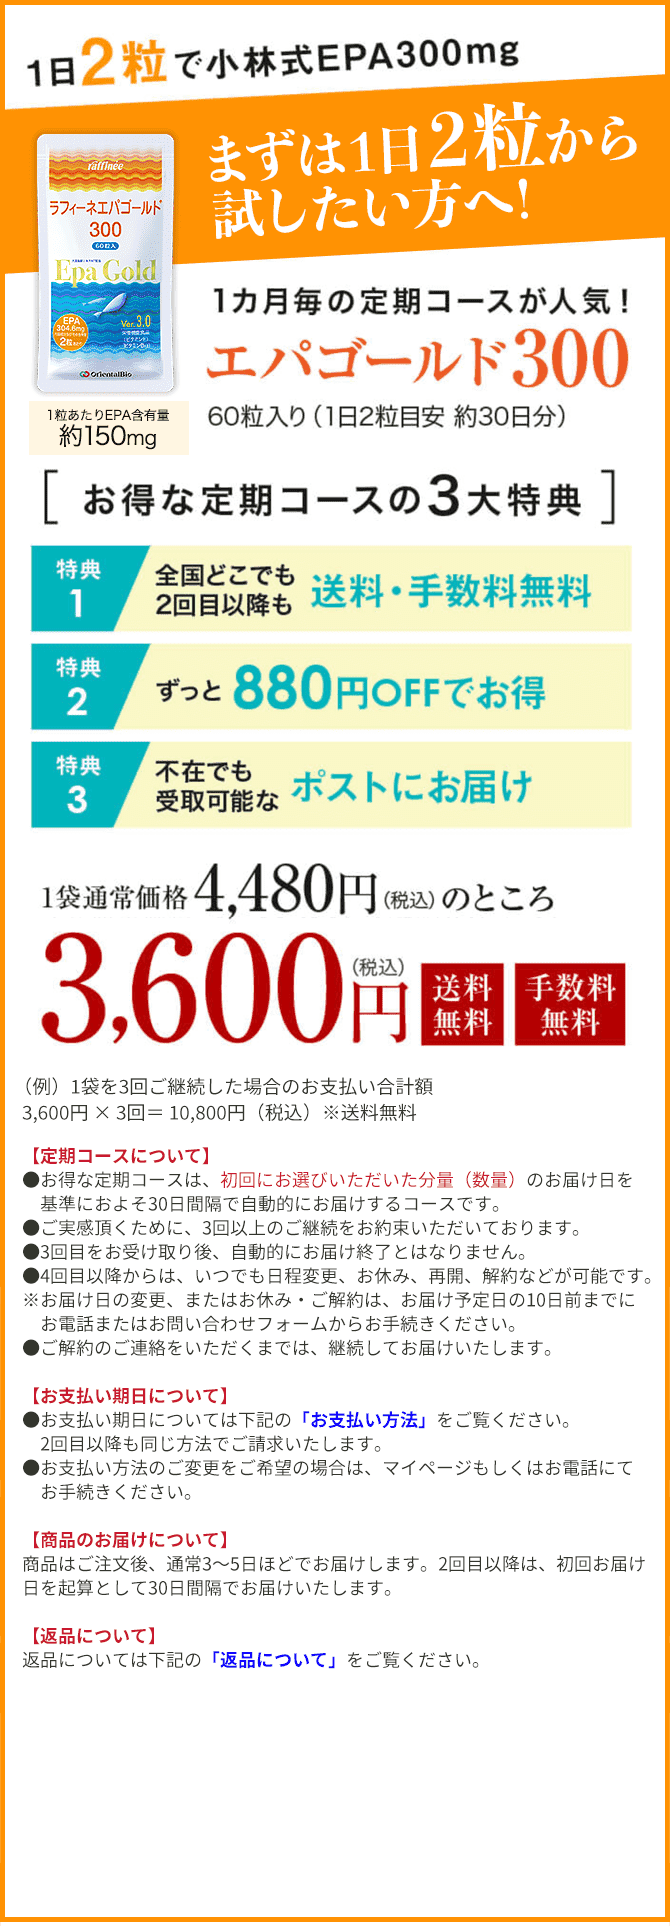 1日2粒で小林式EPA300mg
まずは1日2粒から
試したい方へ!
raffinée
ラフィーネエパゴールド
300
60粒入
Epa Gold
Ver.3.0
EPA
304.6mg
2粒
OrientalBio
1粒あたりEPA含有量
約150mg
1カ月毎の定期コースが人気!
エパゴールド300
60粒入り(1日2粒目安 約30日分)
[お得な定期コースの3大特典]
特典
1
全国どこでも
2回目以降も
送料・手数料無料
特典
2
ずっと 880円OFFでお得
特典
3
不在でも
受取可能な
ポストにお届け
1袋通常価格4,480円(税込)のところ
3,600円(税込)
送料
無料
手数料
無料
(例)1袋を3回ご継続した場合のお支払い合計額
3,600円 × 3回= 10,800円(税込)※送料無料
【定期コースについて】
●お得な定期コースは、初回にお選びいただいた分量(数量)のお届け日を
基準におよそ30日間隔で自動的にお届けするコースです。
●ご実感頂くために、3回以上のご継続をお約束いただいております。
●3回目をお受け取り後、自動的にお届け終了とはなりません。
●4回目以降からは、いつでも日程変更、お休み、再開、解約などが可能です。
※お届け日の変更、またはお休み・ご解約は、お届け予定日の10日前までに
お電話またはお問い合わせフォームからお手続きください。
●ご解約のご連絡をいただくまでは、継続してお届けいたします。
【お支払い期日について】
●お支払い期日については下記の「お支払い方法」をご覧ください。
2回目以降も同じ方法でご請求いたします。
●お支払い方法のご変更をご希望の場合は、マイページもしくはお電話にて
お手続きください。
【商品のお届けについて】
商品はご注文後、通常3〜5日ほどでお届けします。2回目以降は、初回お届け
日を起算として30日間隔でお届けいたします。
【返品について】
返品については下記の「返品について」をご覧ください。